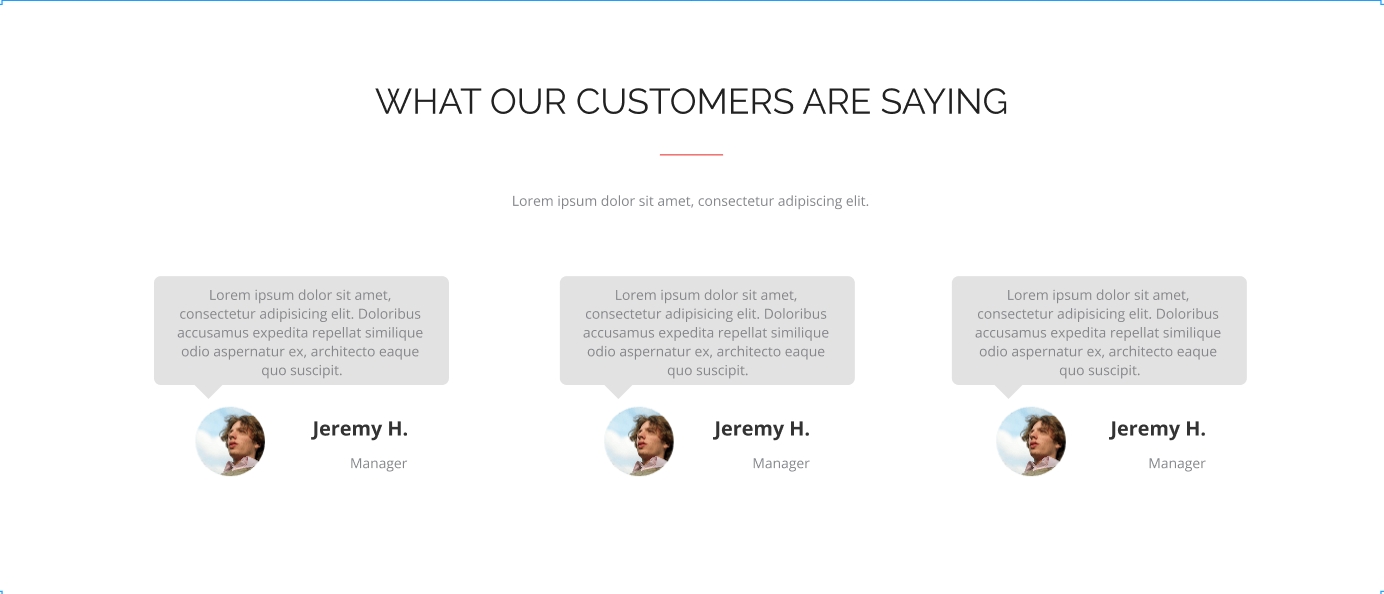 WHAT OUR CUSTOMERS ARE SAYING
Lorem ipsum dolor sit amet, consectetur adipiscing elit.
Lorem ipsum dolor sit amet,
consectetur adipisicing elit. Doloribus
accusamus expedita repellat similique
odio aspernatur ex, architecto eaque
quo suscipit.
Jeremy H.
Manager
Lorem ipsum dolor sit amet,
consectetur adipisicing elit. Doloribus
accusamus expedita repellat similique
odio aspernatur ex, architecto eaque
quo suscipit.
Jeremy H.
Manager
Lorem ipsum dolor sit amet,
consectetur adipisicing elit. Doloribus
accusamus expedita repellat similique
odio aspernatur ex, architecto eaque
quo suscipit.
Jeremy H.
Manager